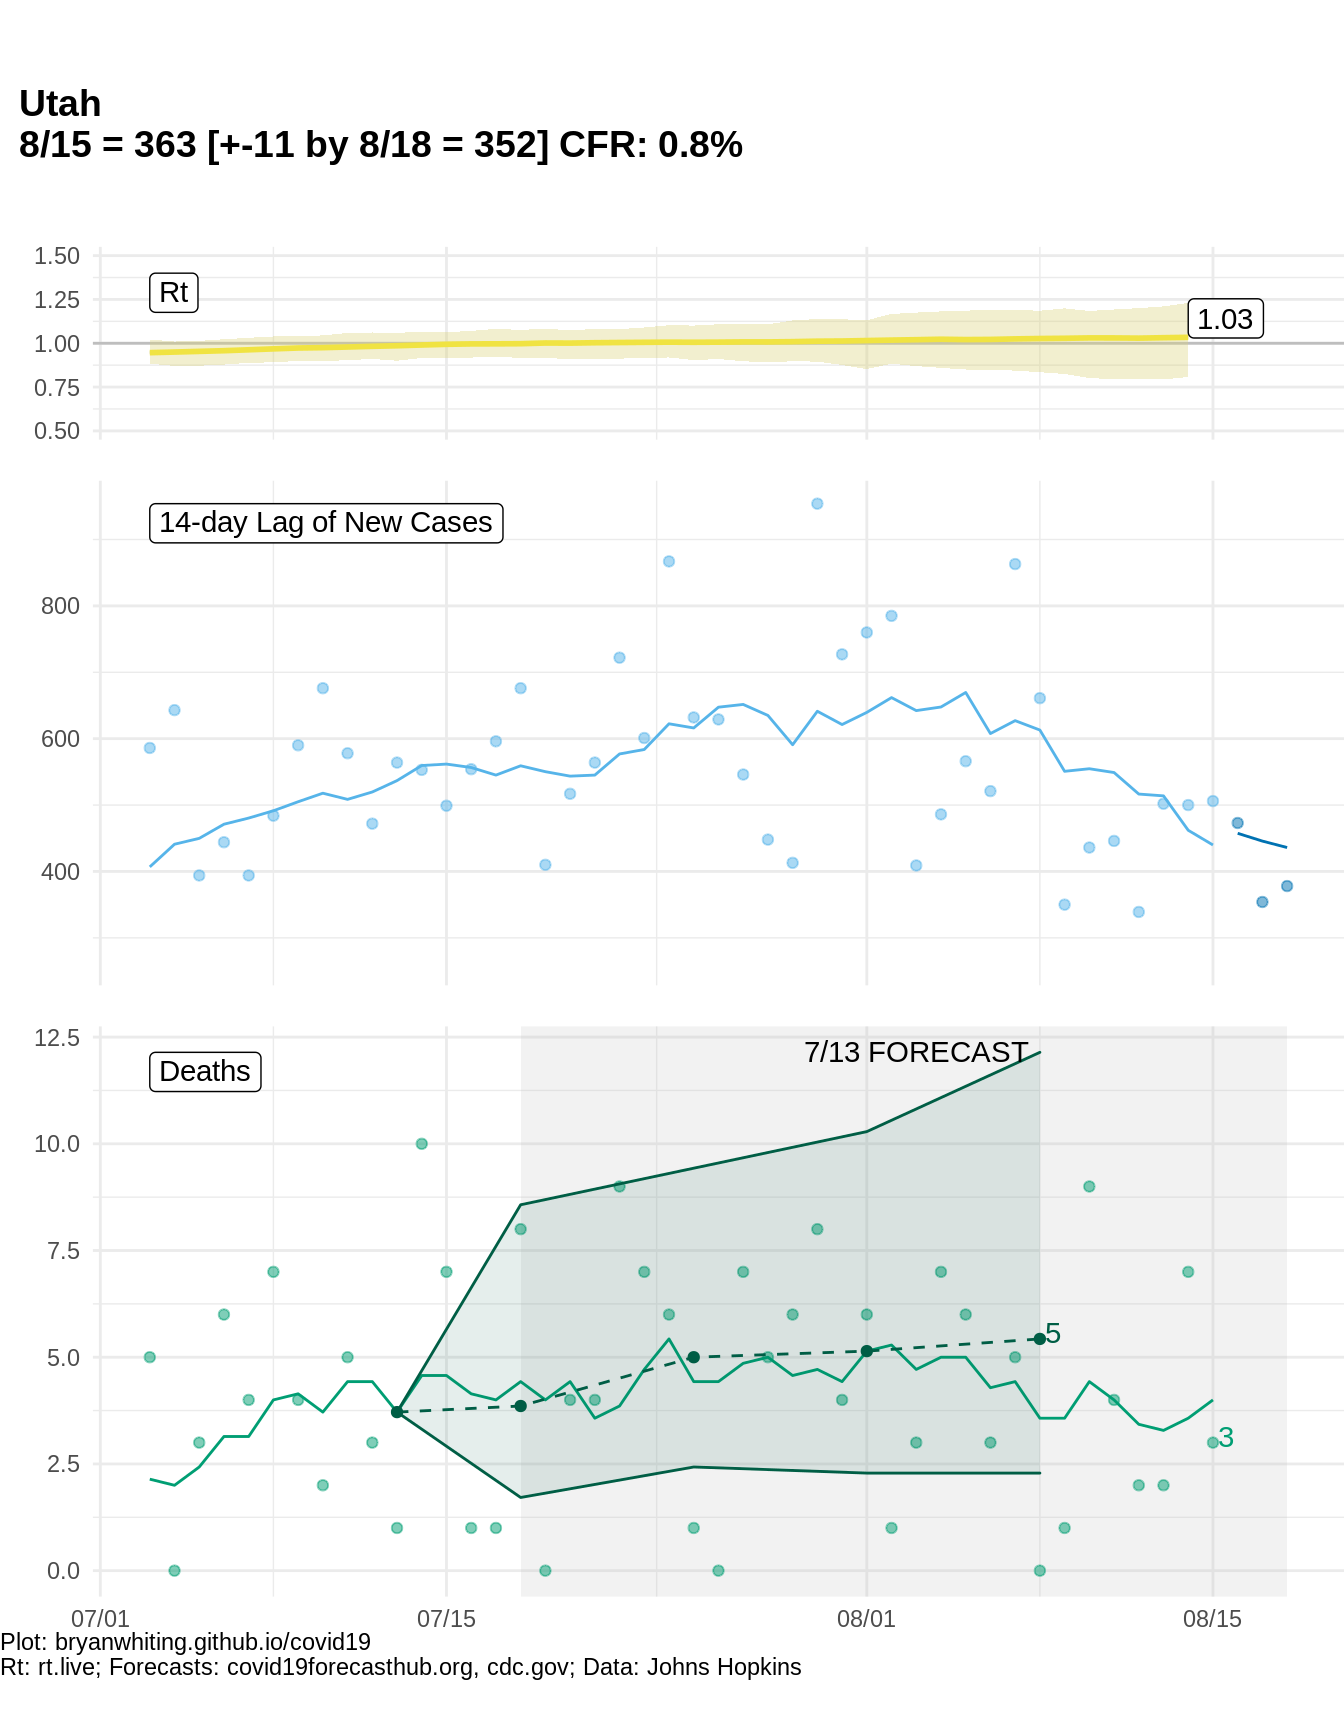 Utah
8/15 = 363 [+-11 by 8/18 = 352] CFR: 0.8%
1.50
1.25
1.00
0.75
0.50
Rt
1.03
14-day Lag of New Cases
800
600
400
12.5
10.0
7.5
5.0
2.5
0.0
Deaths
7/13 FORECAST
5
3
07/01 07/15 08/01 08/15
Plot: bryanwhiting.github.io/covid19
Rt: rt.live; Forecasts: covid19forecasthub.org, cdc.gov; Data: Johns Hopkins